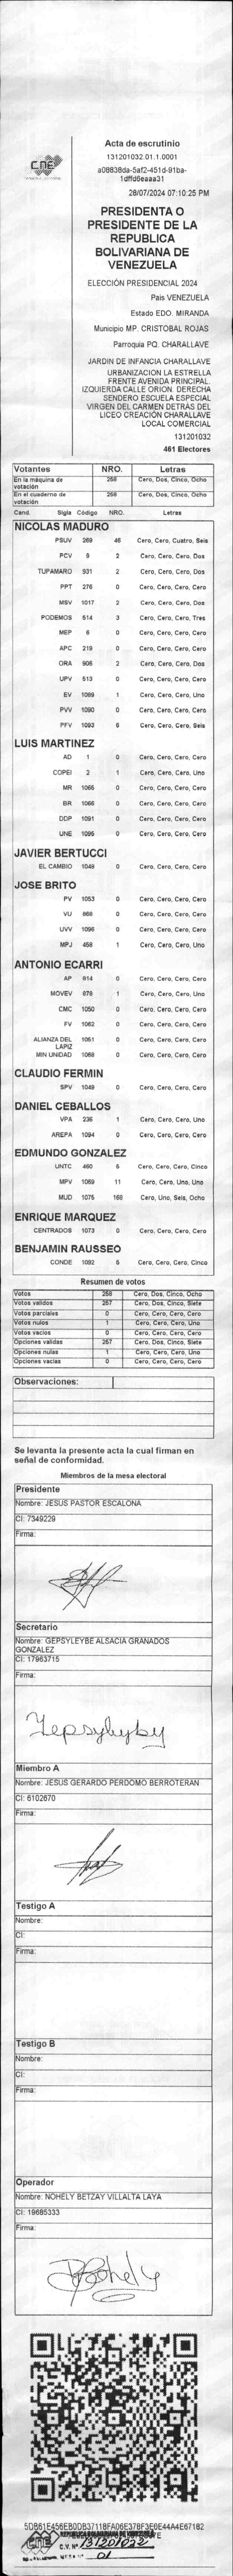 CNE
Acta de escrutinio
131201032.01.1.0001
a08838da-5af2-451d-91ba-
1dffd6eaaa31
28/07/2024 07:10:25 PM
PRESIDENTA O
PRESIDENTE DE LA
REPUBLICA
BOLIVARIANA DE
VENEZUELA
ELECCIÓN PRESIDENCIAL 2024
Pais VENEZUELA
Estado EDO. MIRANDA
Municipio MP. CRISTOBAL ROJAS
Parroquia PQ. CHARALLAVE
JARDIN DE INFANCIA CHARALLAVE
URBANIZACION LA ESTRELLA
FRENTE AVENIDA PRINCIPAL.
IZQUIERDA CALLE ORION. DERECHA
SENDERO ESCUELA ESPECIAL
VIRGEN DEL CARMEN DETRÁS DEL
LICEO CREACIÓN CHARALLAVE
LOCAL COMERCIAL
131201032
461 Electores
Votantes NRO. Letras
En la máquina de
votación 258 Cero, Dos, Cinco, Ocho
En el cuaderno de
votación 258 Cero, Dos, Cinco, Ocho
Cand. Sigla Código NRO. Letras
NICOLAS MADURO
PSUV 269 46 Cero, Cero, Cuatro, Seis
PCV 9 2 Cero, Cero, Cero, Dos
TUPAMARO 931 2 Cero, Cero, Cero, Dos
PPT 276 0 Cero, Cero, Cero, Cero
MSV 1017 2 Cero, Cero, Cero, Dos
PODEMOS 514 3 Cero, Cero, Cero, Tres
MEP 6 0 Cero, Cero, Cero, Cero
APC 219 0 Cero, Cero, Cero, Cero
ORA 906 2 Cero, Cero, Cero, Dos
UPV 513 0 Cero, Cero, Cero, Cero
EV 1089 1 Cero, Cero, Cero, Uno
PVV 1090 0 Cero, Cero, Cero, Cero
PFV 1093 6 Cero, Cero, Cero, Seis
LUIS MARTINEZ
AD 1 0 Cero, Cero, Cero, Cero
COPEI 2 1 Cero, Cero, Cero, Uno
MR 1065 0 Cero, Cero, Cero, Cero
BR 1066 0 Cero, Cero, Cero, Cero
DDP 1091 0 Cero, Cero, Cero, Cero
UNE 1095 0 Cero, Cero, Cero, Cero
JAVIER BERTUCCI
EL CAMBIO 1048 0 Cero, Cero, Cero, Cero
JOSE BRITO
PV 1053 0 Cero, Cero, Cero, Cero
VU 868 0 Cero, Cero, Cero, Cero
UVV 1096 0 Cero, Cero, Cero, Cero
MPJ 458 1 Cero, Cero, Cero, Uno
ANTONIO ECARRI
AP 814 0 Cero, Cero, Cero, Cero
MOVEV 979 1 Cero, Cero, Cero, Uno
CMC 1050 0 Cero, Cero, Cero, Cero
FV 1062 0 Cero, Cero, Cero, Cero
ALIANZA DEL
LAPIZ 1051 0 Cero, Cero, Cero, Cero
MIN UNIDAD 1068 0 Cero, Cero, Cero, Cero
CLAUDIO FERMIN
SPV 1049 0 Cero, Cero, Cero, Cero
DANIEL CEBALLOS
VPA 236 1 Cero, Cero, Cero, Uno
AREPA 1094 0 Cero, Cero, Cero, Cero
EDMUNDO GONZALEZ
UNTC 460 5 Cero, Cero, Cero, Cinco
MPV 1069 11 Cero, Cero, Uno, Uno
MUD 1075 168 Cero, Uno, Seis, Ocho
ENRIQUE MARQUEZ
CENTRADOS 1073 0 Cero, Cero, Cero, Cero
BENJAMIN RAUSSEO
CONDE 1092 5 Cero, Cero, Cero, Cinco
Resumen de votos
Votos 258 Cero, Dos, Cinco, Ocho
Votos validos 257 Cero, Dos, Cinco, Siete
Votos parciales 0 Cero, Cero, Cero, Cero
Votos nulos 1 Cero, Cero, Cero, Uno
Votos vacios 0 Cero, Cero, Cero, Cero
Opciones validas 257 Cero, Dos, Cinco, Siete
Opciones nulas 1 Cero, Cero, Cero, Uno
Opciones vacias 0 Cero, Cero, Cero, Cero
Observaciones:
Se levanta la presente acta la cual firman en
señal de conformidad.
Miembros de la mesa electoral
Presidente
Nombre: JESUS PASTOR ESCALONA
CI: 7349229
Firma:
Secretario
Nombre: GEPSYLEYBE ALSACIA GRANADOS
GONZALEZ
CI: 17963715
Firma:
Miembro A
Nombre: JESUS GERARDO PERDOMO BERROTERAN
CI: 6102670
Firma:
Testigo A
Nombre:
CI:
Firma:
Testigo B
Nombre:
CI:
Firma:
Operador
Nombre: NOHELY BETZAY VILLALTA LAYA
CI: 19685333
Firma:
Nohely
5DB61E456EB0DB37118FA06E378F3E0E44A4E67182
CNE REPUBLICA BOLIVARIANA DE VENEZUELA
C.V. Nº 131201032
MESA Nº 01